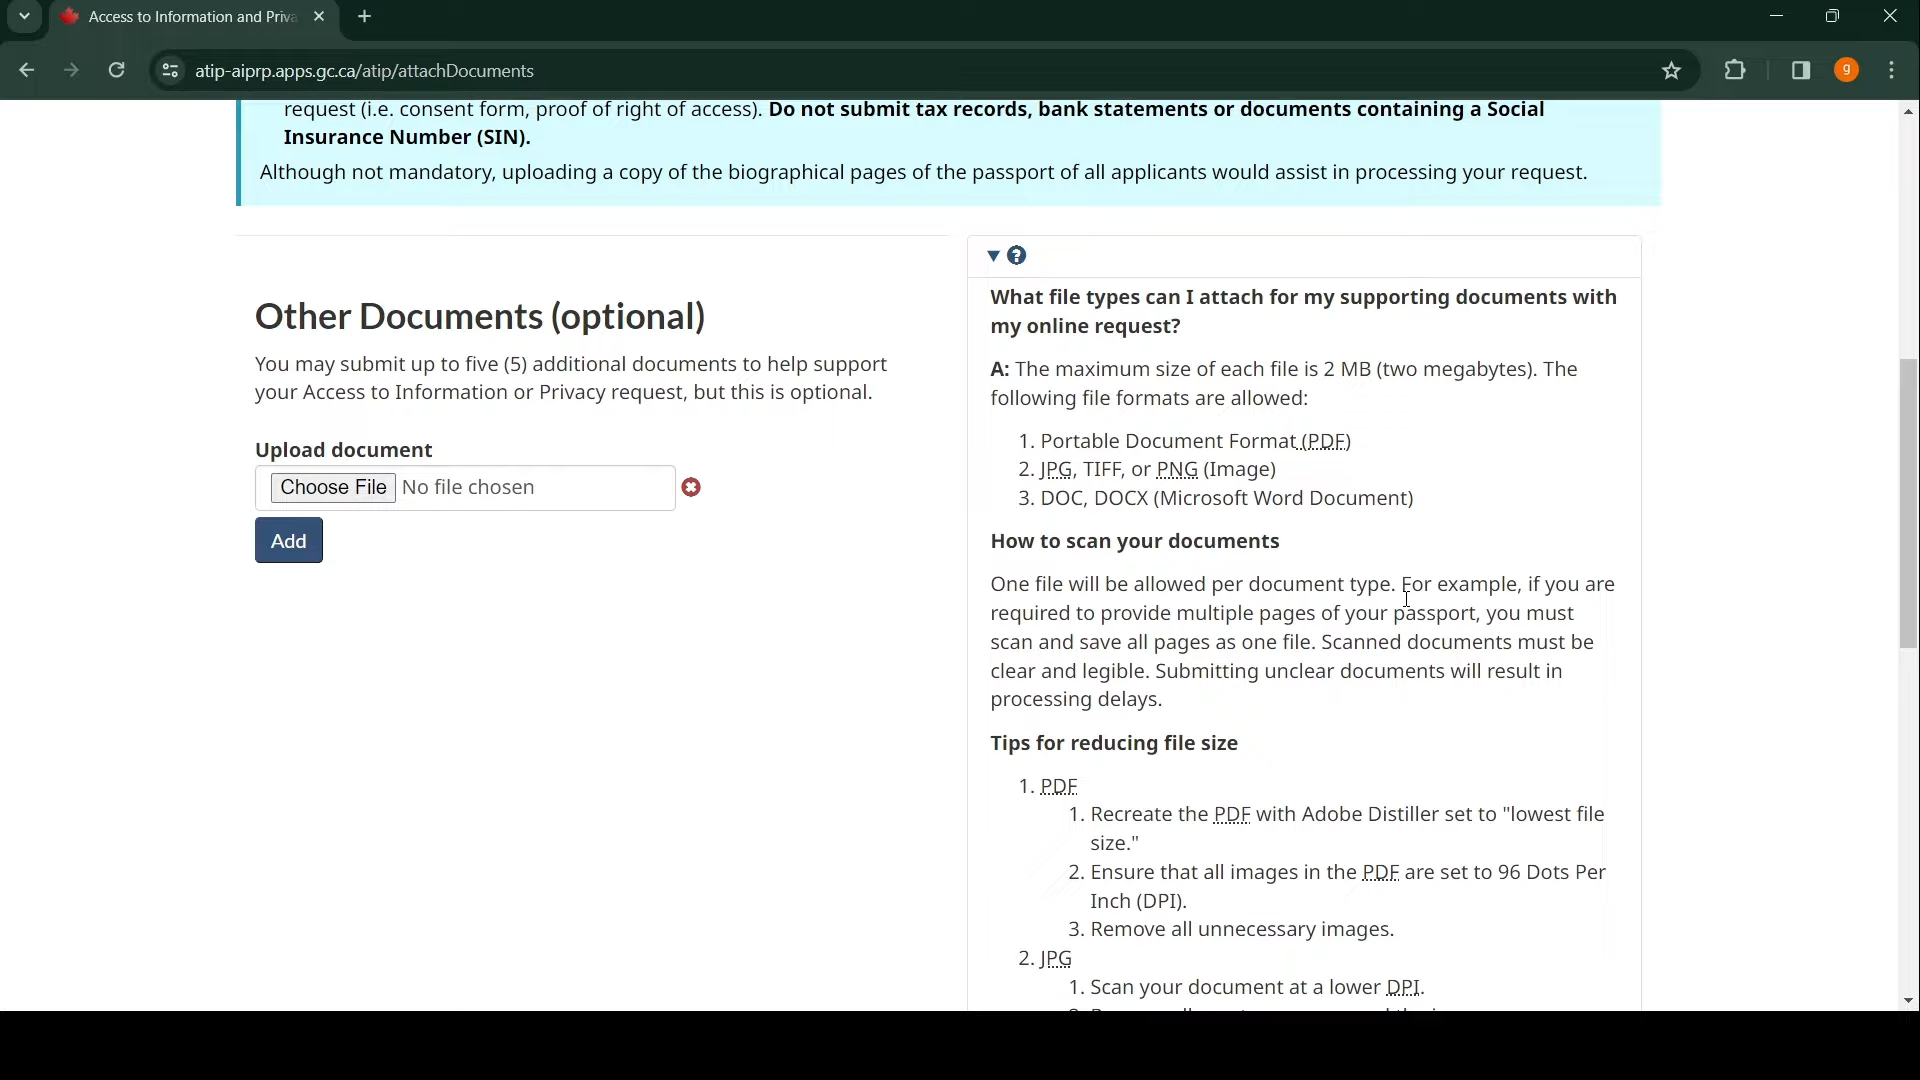 Access to Information and Priva
atip-aiprp.apps.gc.ca/atip/attachDocuments
g
request (i.e. consent form, proof of right of access). Do not submit tax records, bank statements or documents containing a Social
Insurance Number (SIN).
Although not mandatory, uploading a copy of the biographical pages of the passport of all applicants would assist in processing your request.
Other Documents (optional)
You may submit up to five (5) additional documents to help support
your Access to Information or Privacy request, but this is optional.
Upload document
Choose File No file chosen
Add
?
What file types can I attach for my supporting documents with
my online request?
A: The maximum size of each file is 2 MB (two megabytes). The
following file formats are allowed:
1. Portable Document Format (PDF)
2. JPG, TIFF, or PNG (Image)
3. DOC, DOCX (Microsoft Word Document)
How to scan your documents
One file will be allowed per document type. For example, if you are
required to provide multiple pages of your passport, you must
scan and save all pages as one file. Scanned documents must be
clear and legible. Submitting unclear documents will result in
processing delays.
Tips for reducing file size
1. PDF
1. Recreate the PDF with Adobe Distiller set to "lowest file
size."
2. Ensure that all images in the PDF are set to 96 Dots Per
Inch (DPI).
3. Remove all unnecessary images.
2. JPG
1. Scan your document at a lower DPI.